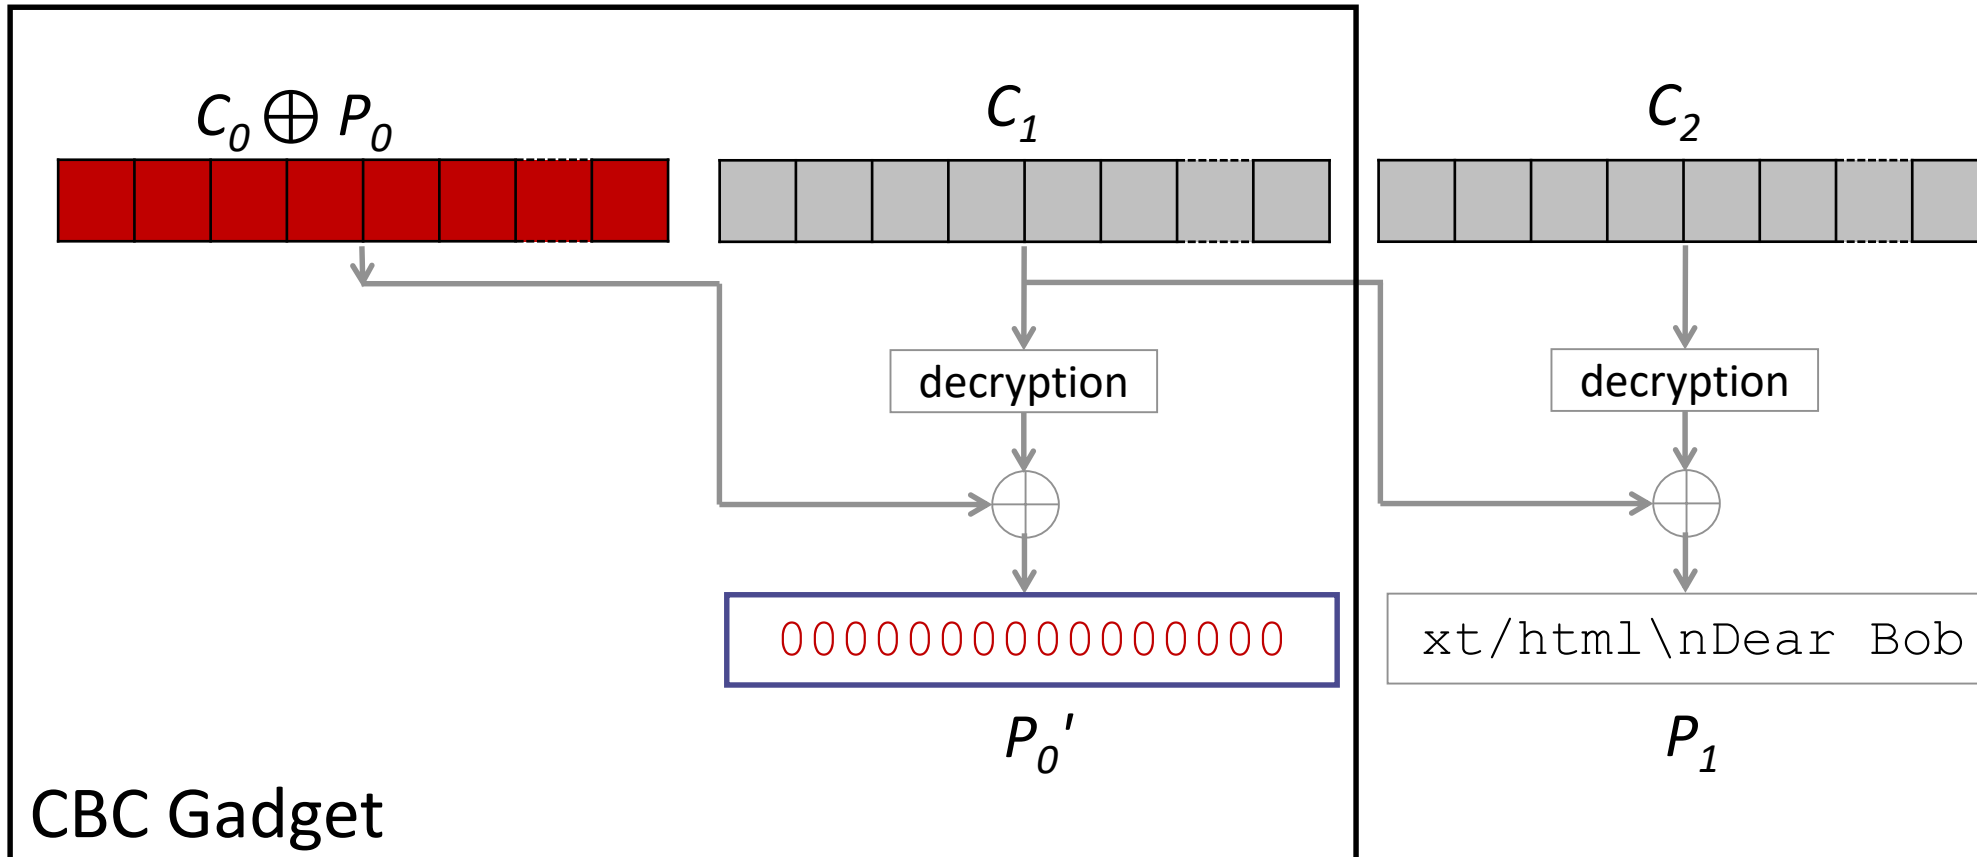 C₀ ⊕ P₀
C₁
C₂
decryption
decryption
0000000000000000
xt/html\nDear Bob
P₀'
P₁
CBC Gadget